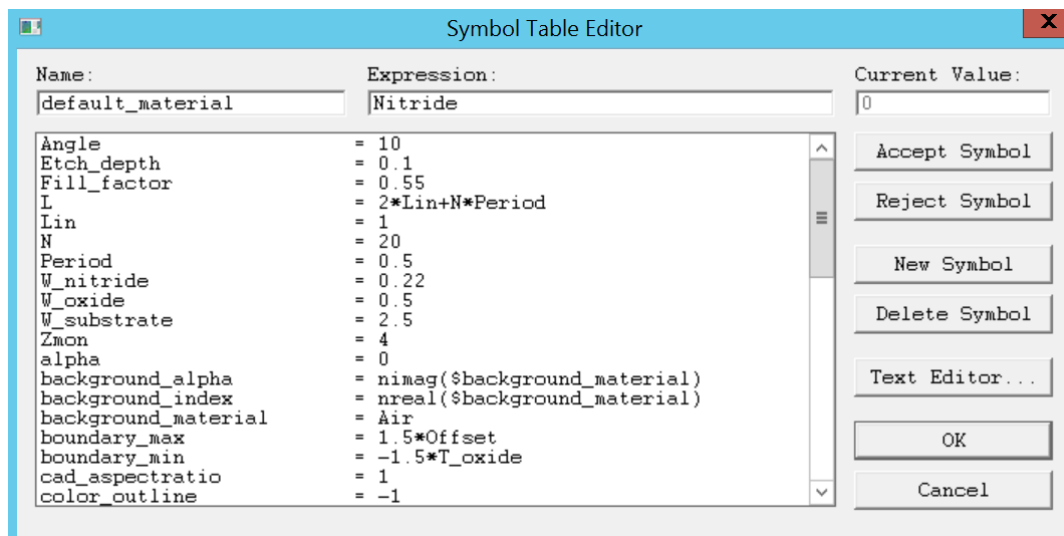 Symbol Table Editor
X
Name: Expression: Current Value:
default_material Nitride 0
Angle = 10
Etch_depth = 0.1
Fill_factor = 0.55
L = 2*Lin+N*Period
Lin = 1
N = 20
Period = 0.5
W_nitride = 0.22
W_oxide = 0.5
W_substrate = 2.5
Zmon = 4
alpha = 0
background_alpha = nimag($background_material)
background_index = nreal($background_material)
background_material = Air
boundary_max = 1.5*Offset
boundary_min = -1.5*T_oxide
cad_aspectratio = 1
color_outline = -1
Accept Symbol
Reject Symbol
New Symbol
Delete Symbol
Text Editor...
OK
Cancel